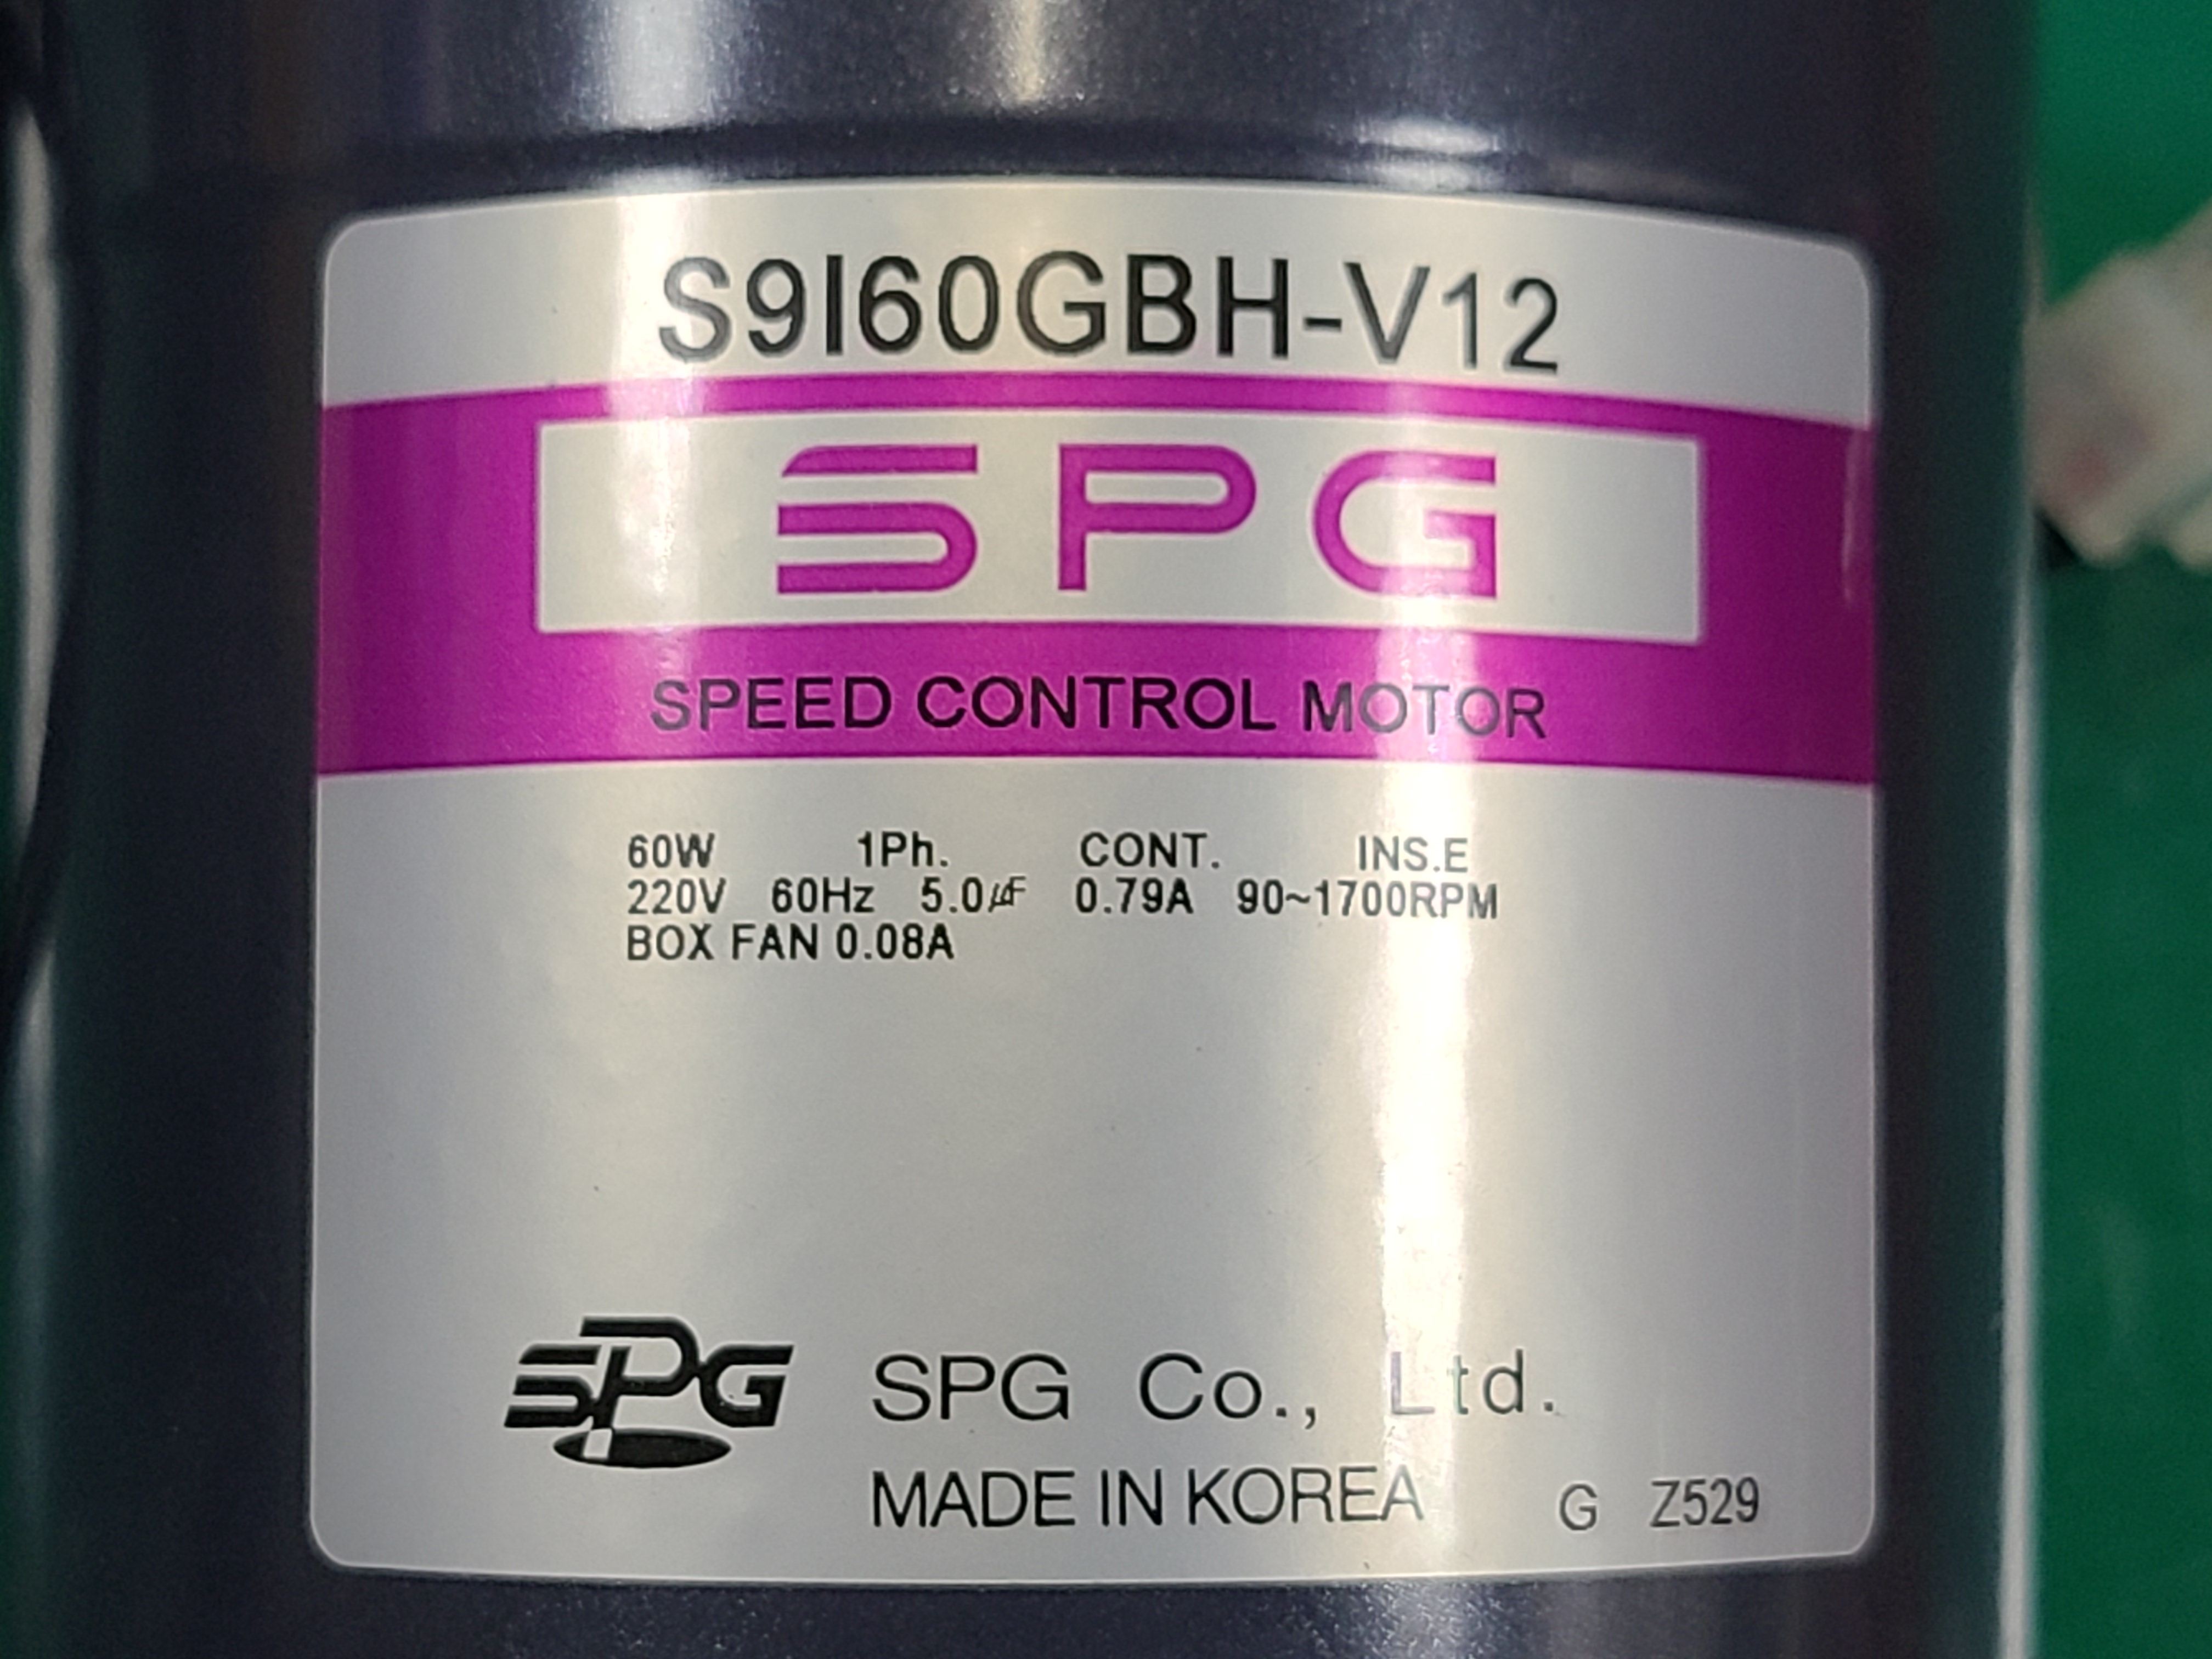 S9I60GBH-V12
SPG
SPEED CONTROL MOTOR
60W 1Ph. CONT. INS.E
220V 60Hz 5.0㎌ 0.79A 90~1700RPM
BOX FAN 0.08A
SPG SPG Co., Ltd.
MADE IN KOREA G Z529